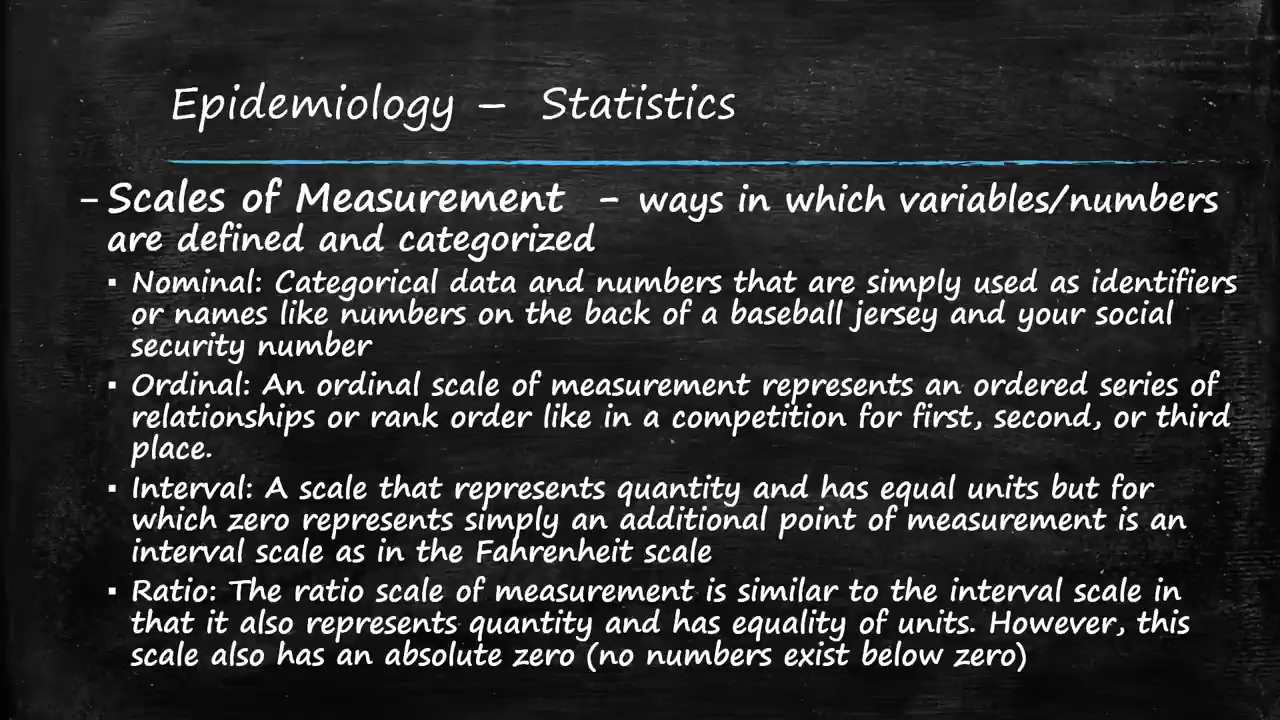 Epidemiology – Statistics
– Scales of Measurement - ways in which variables/numbers
are defined and categorized
▪ Nominal: Categorical data and numbers that are simply used as identifiers
or names like numbers on the back of a baseball jersey and your social
security number
▪ Ordinal: An ordinal scale of measurement represents an ordered series of
relationships or rank order like in a competition for first, second, or third
place.
▪ Interval: A scale that represents quantity and has equal units but for
which zero represents simply an additional point of measurement is an
interval scale as in the Fahrenheit scale
▪ Ratio: The ratio scale of measurement is similar to the interval scale in
that it also represents quantity and has equality of units. However, this
scale also has an absolute zero (no numbers exist below zero)